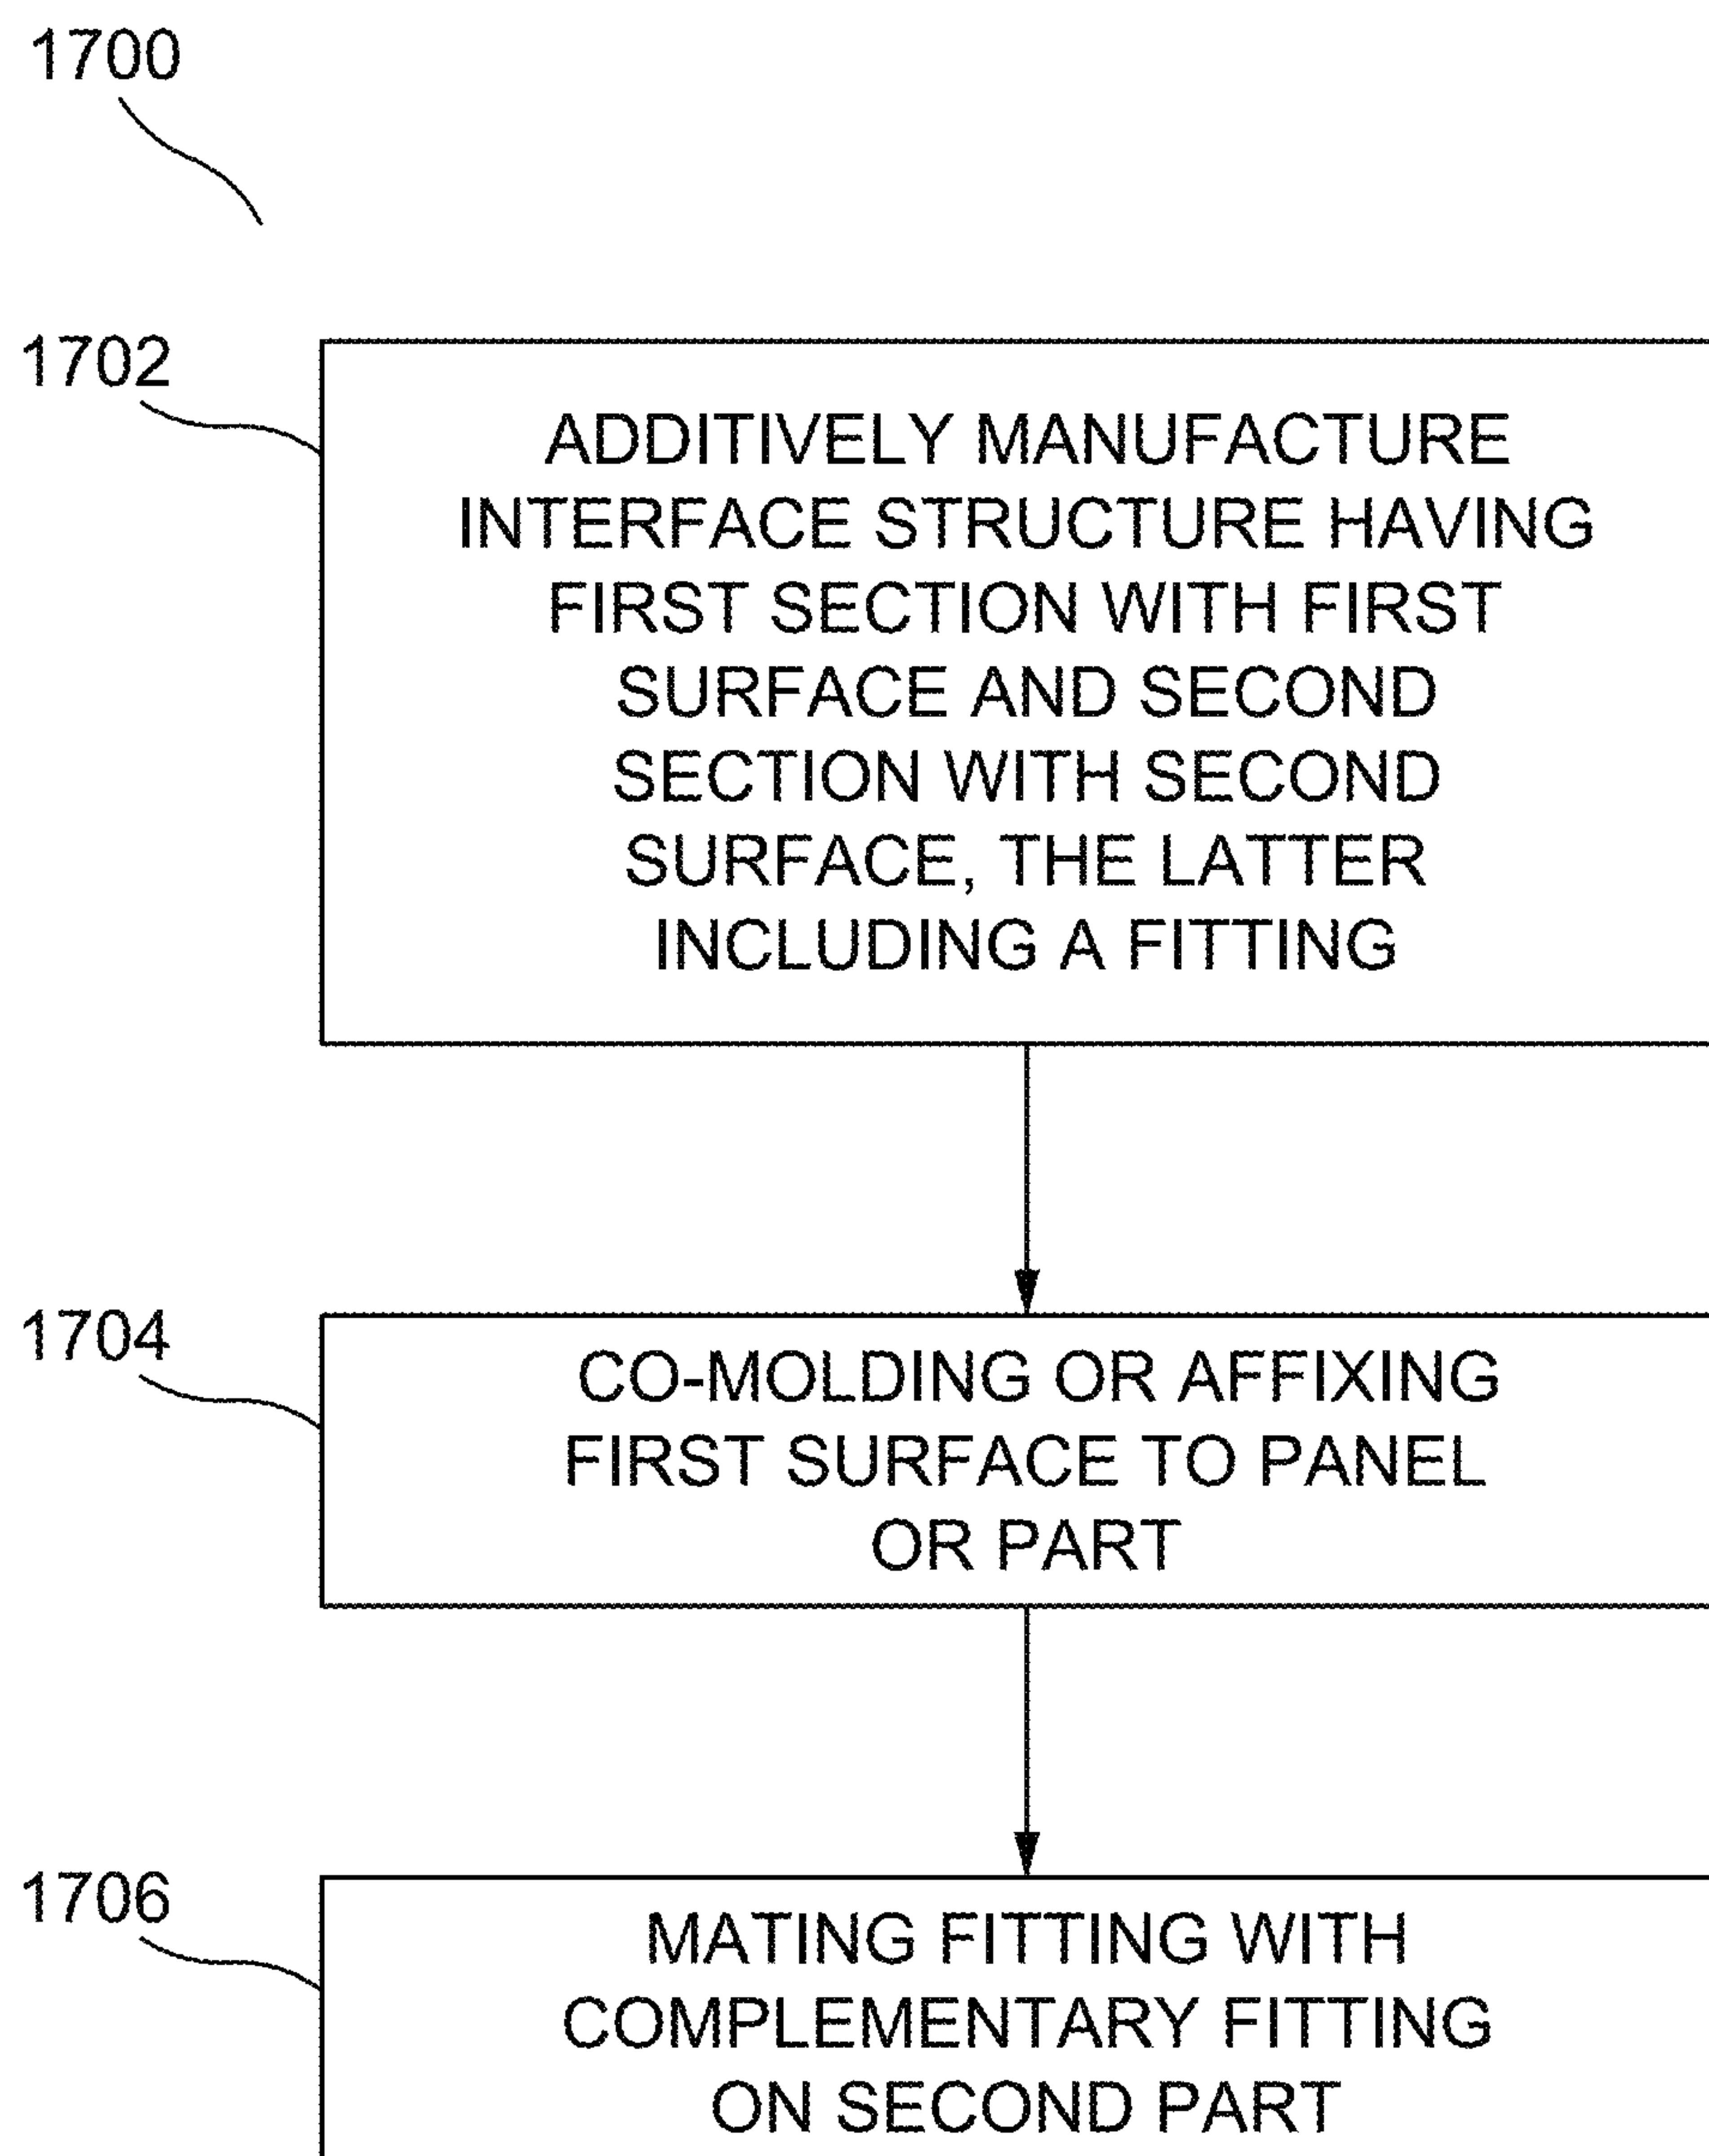 1700
1702
ADDITIVELY MANUFACTURE
INTERFACE STRUCTURE HAVING
FIRST SECTION WITH FIRST
SURFACE AND SECOND
SECTION WITH SECOND
SURFACE, THE LATTER
INCLUDING A FITTING
1704
CO-MOLDING OR AFFIXING
FIRST SURFACE TO PANEL
OR PART
1706
MATING FITTING WITH
COMPLEMENTARY FITTING
ON SECOND PART